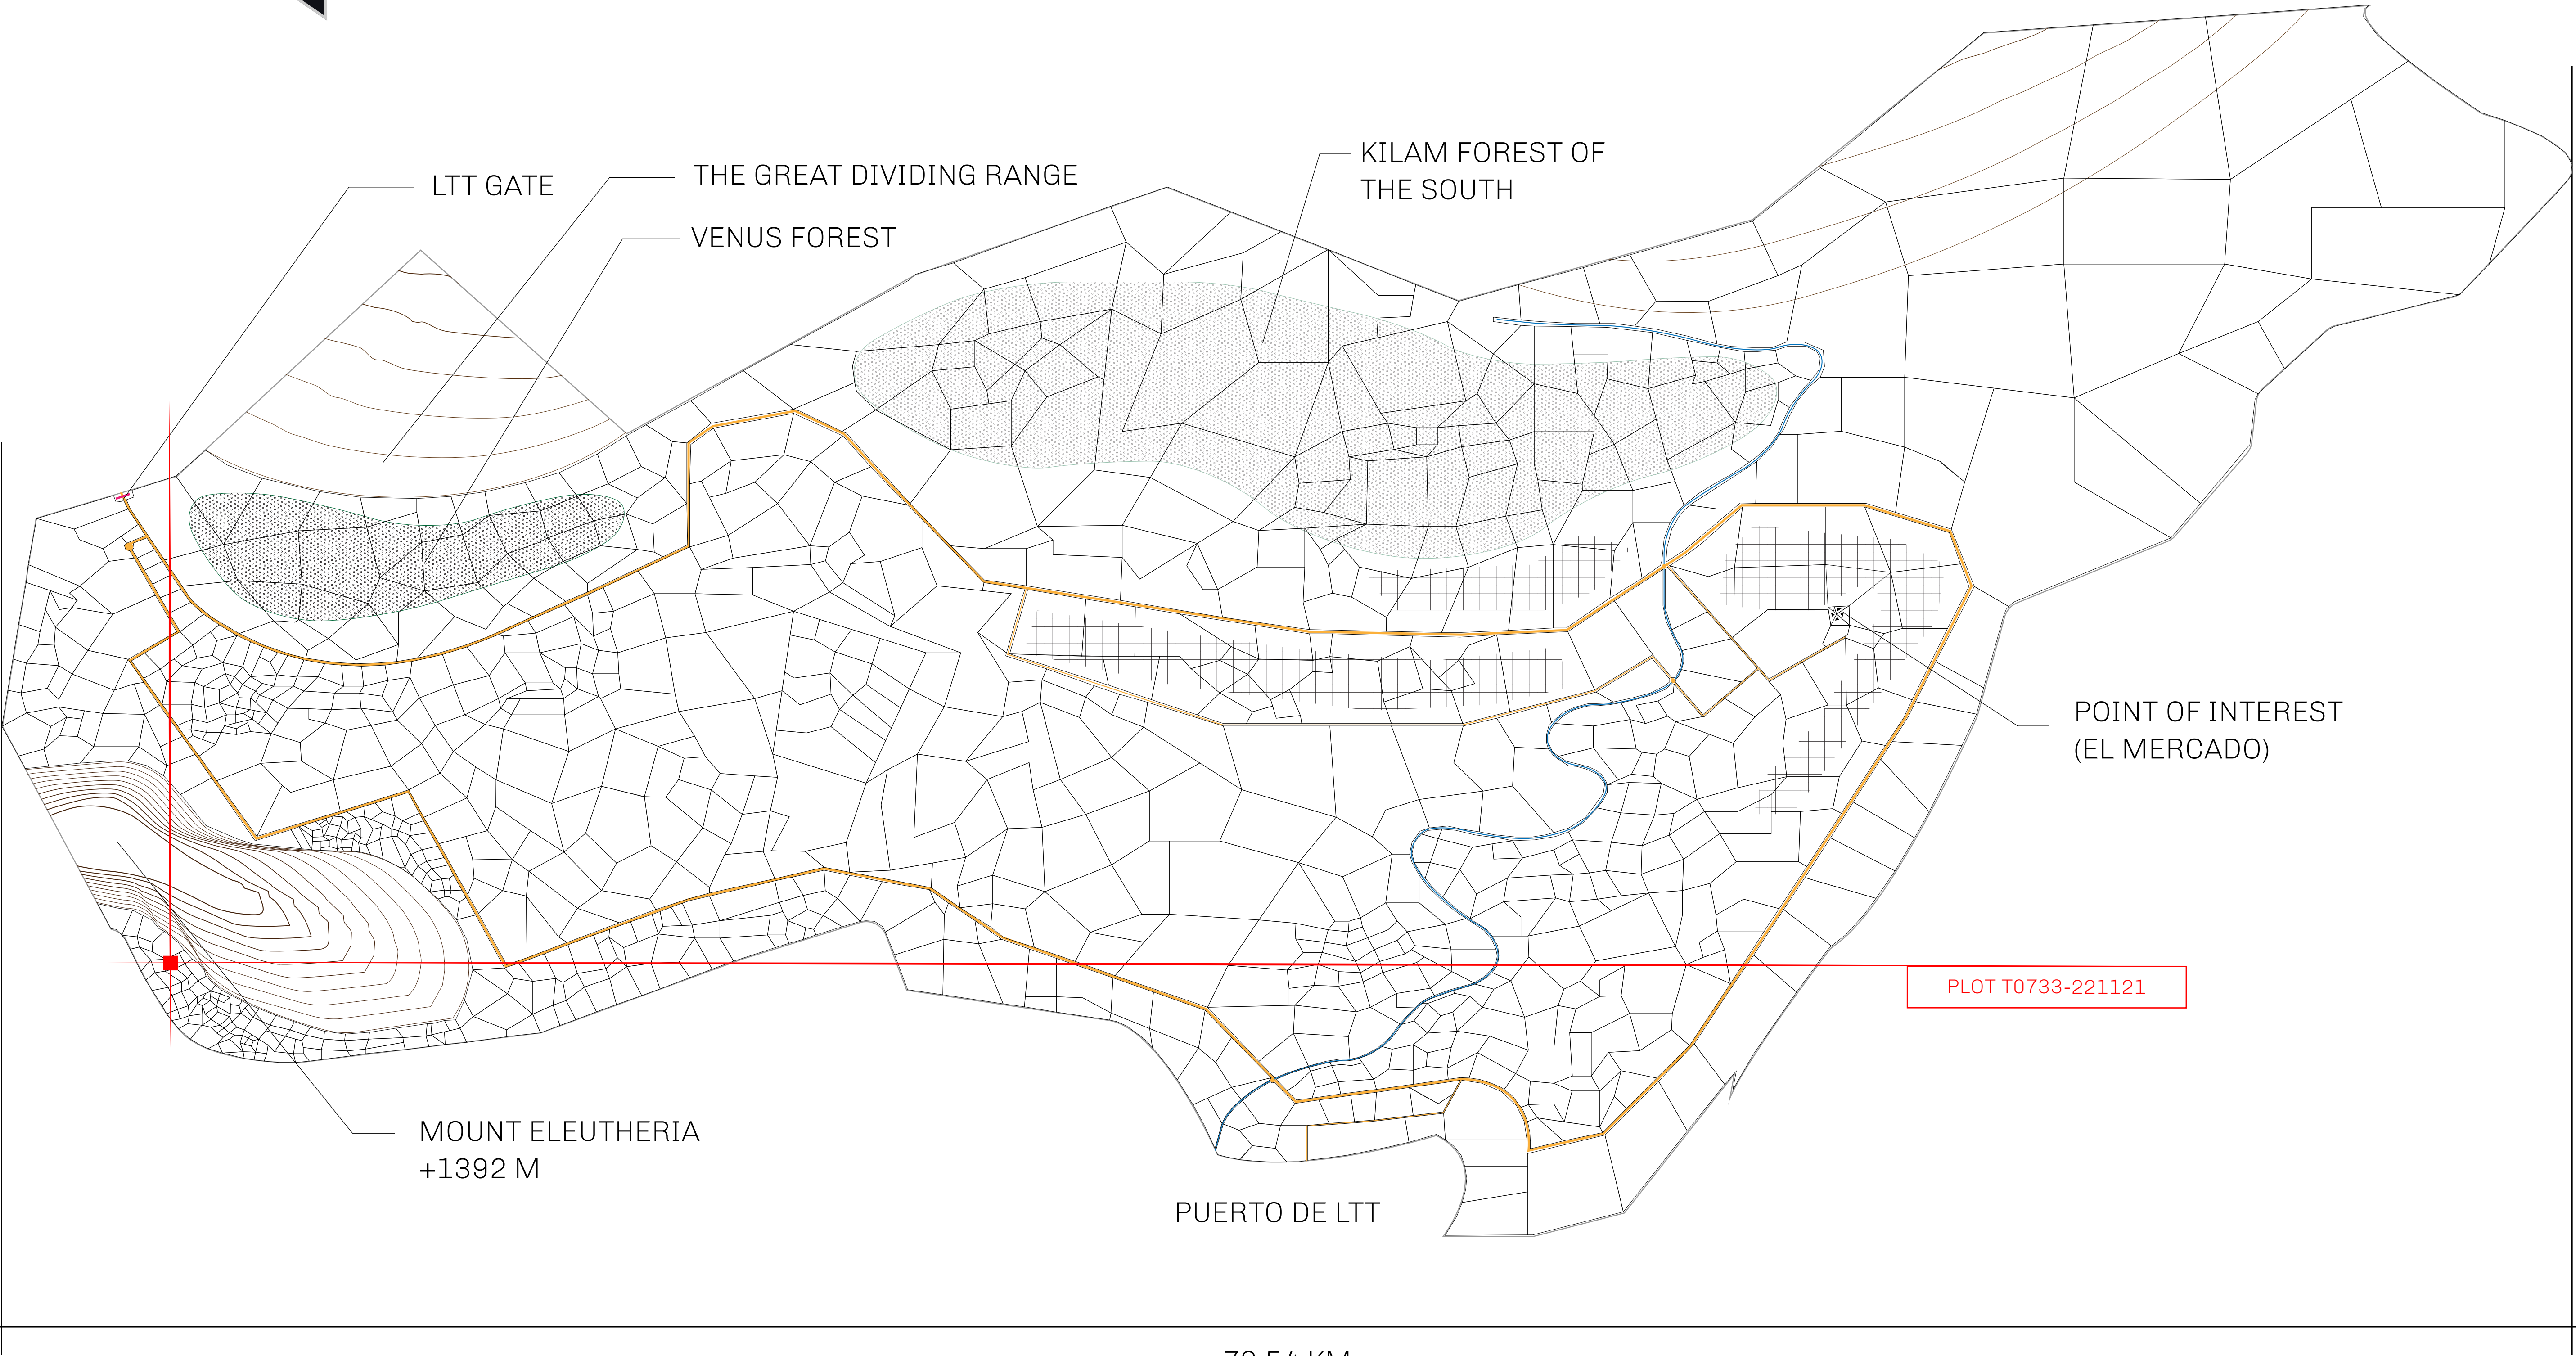 KILAM FOREST OF
THE SOUTH
THE GREAT DIVIDING RANGE
LTT GATE
VENUS FOREST
POINT OF INTEREST
(EL MERCADO)
PLOT T0733-221121
MOUNT ELEUTHERIA
+1392 M
PUERTO DE LTT